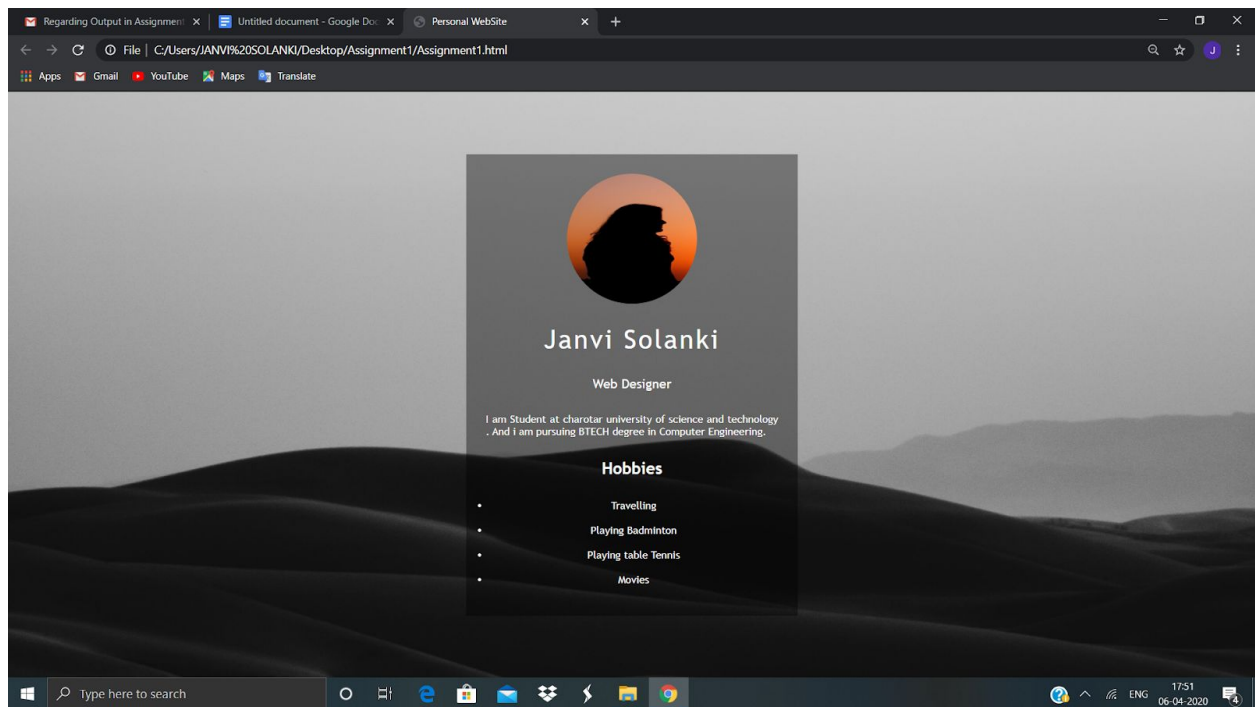 Regarding Output in Assignment
Untitled document - Google Doc
Personal WebSite
File | C:/Users/JANVI%20SOLANKI/Desktop/Assignment1/Assignment1.html
J
Apps
Gmail
YouTube
Maps
Translate
Janvi Solanki
Web Designer
I am Student at charotar university of science and technology
. And i am pursuing BTECH degree in Computer Engineering.
Hobbies
• Travelling
• Playing Badminton
• Playing table Tennis
• Movies
Type here to search
ENG
17:51
06-04-2020
4